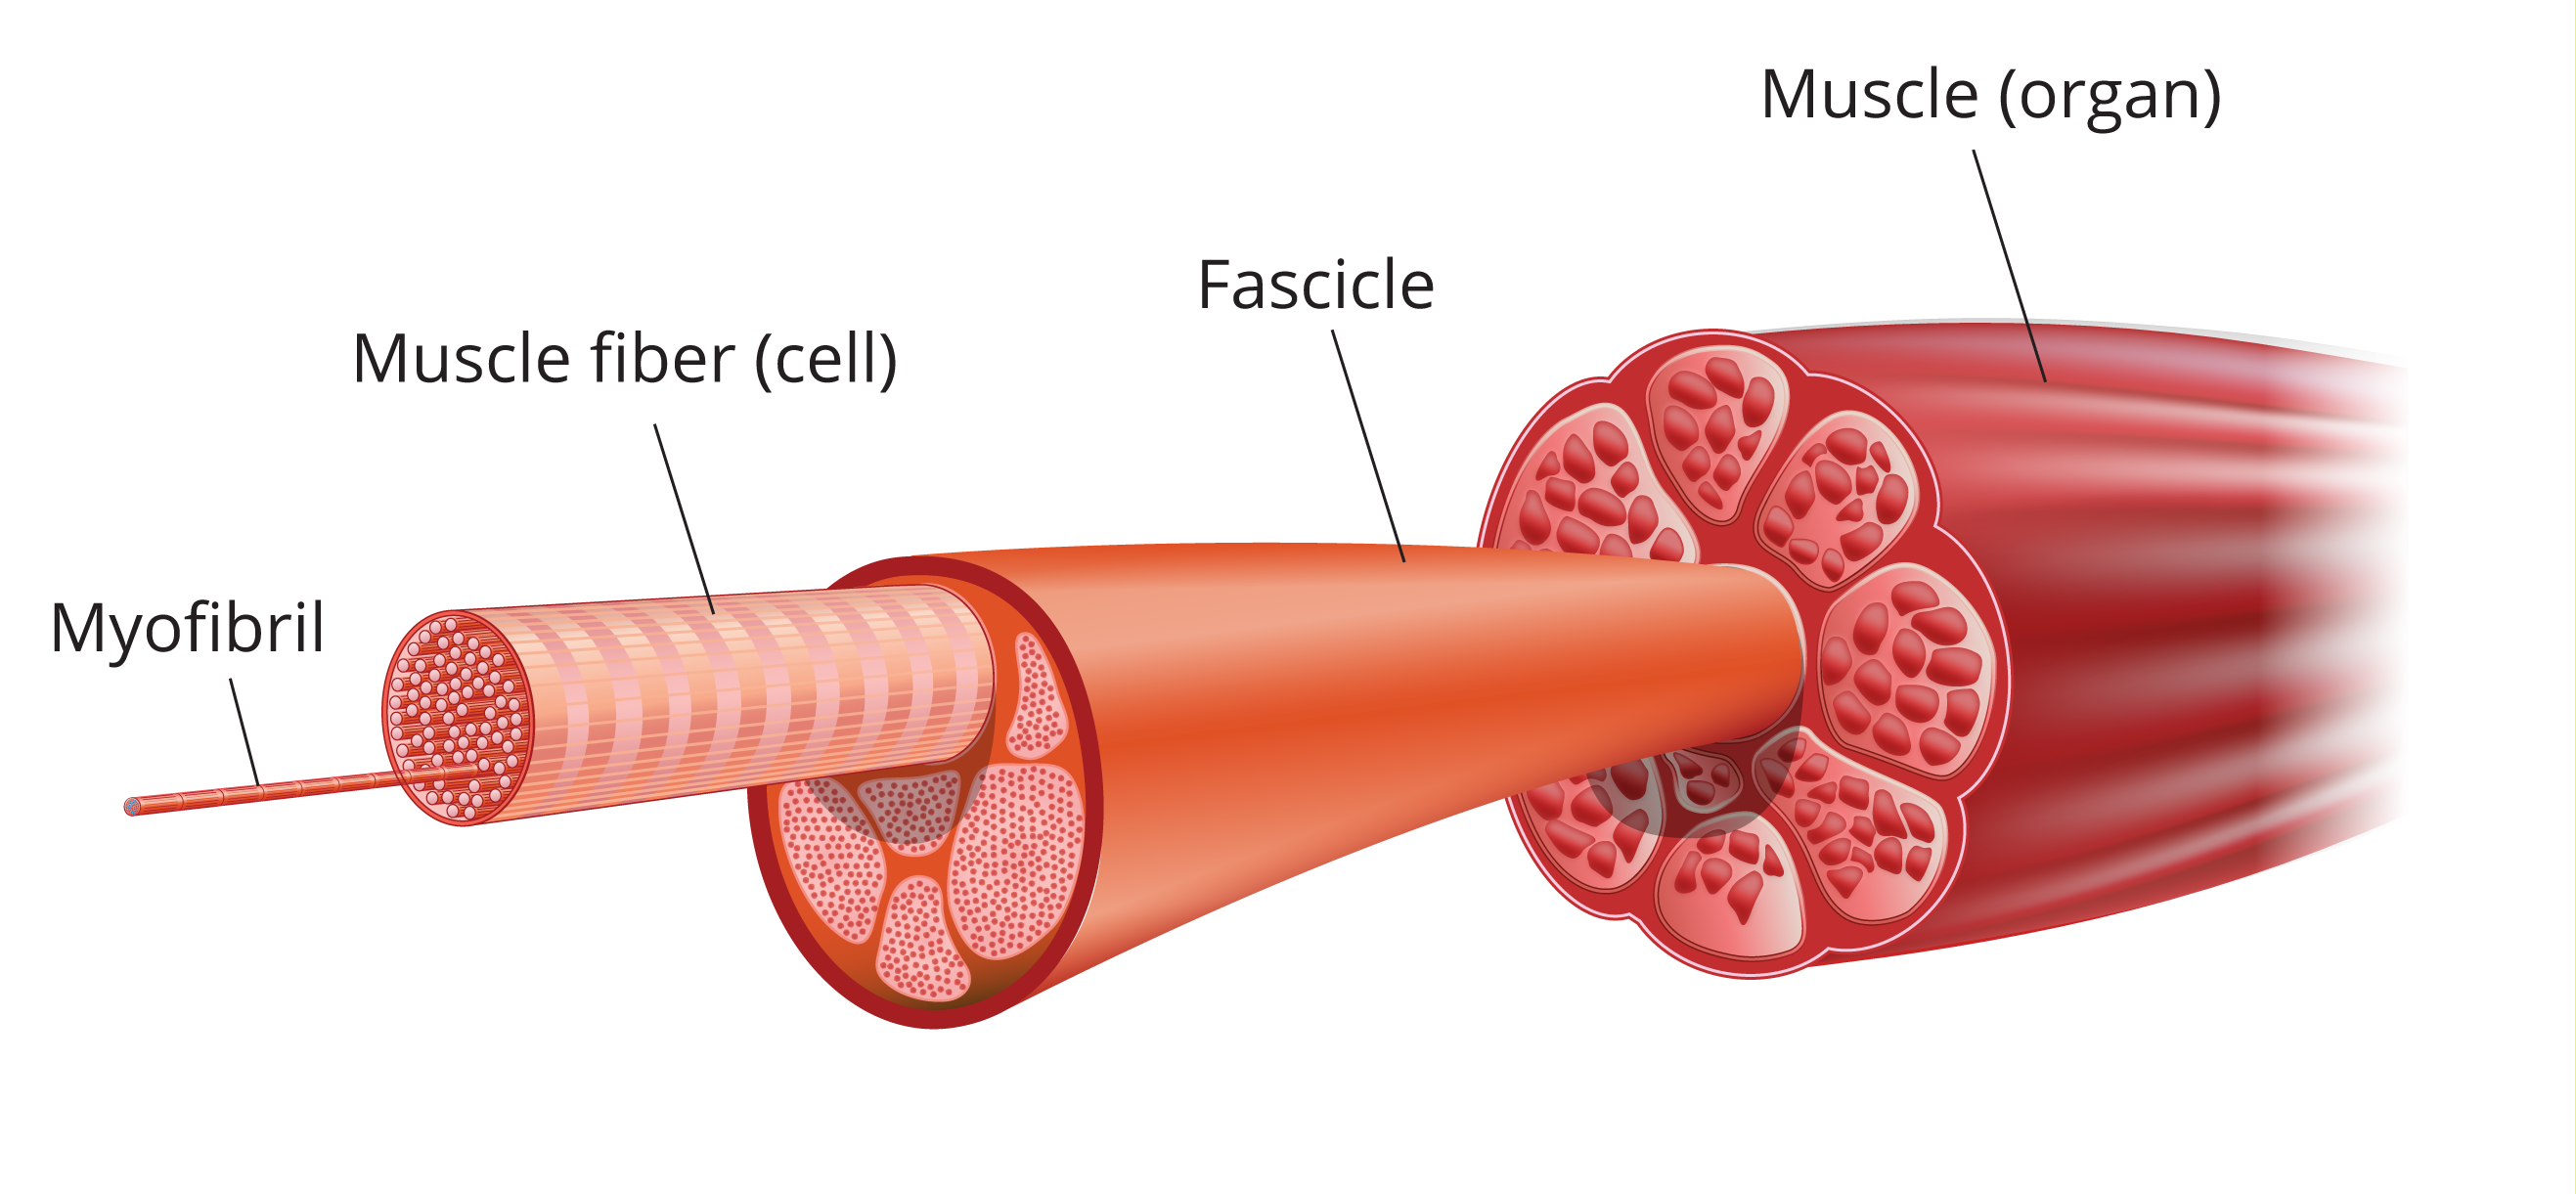 Muscle (organ)
Fascicle
Muscle fiber (cell)
Myofibril